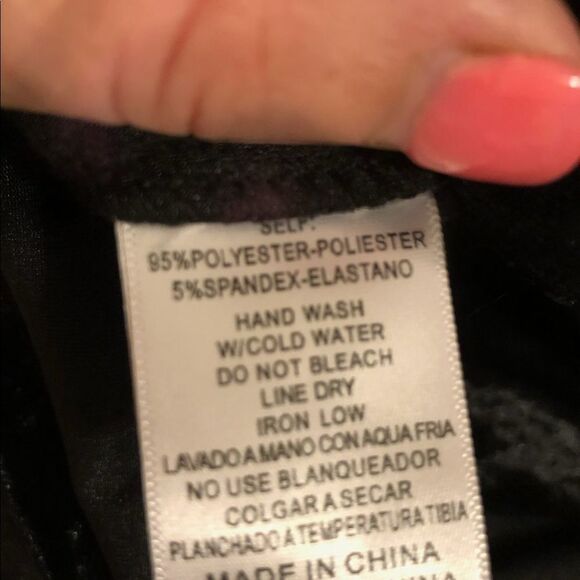 SELF:
95%POLYESTER-POLIESTER
5%SPANDEX-ELASTANO
HAND WASH
W/COLD WATER
DO NOT BLEACH
LINE DRY
IRON LOW
LAVADO A MANO CON AQUA FRIA
NO USE BLANQUEADOR
COLGAR A SECAR
PLANCHADO A TEMPERATURA TIBIA
MADE IN CHINA